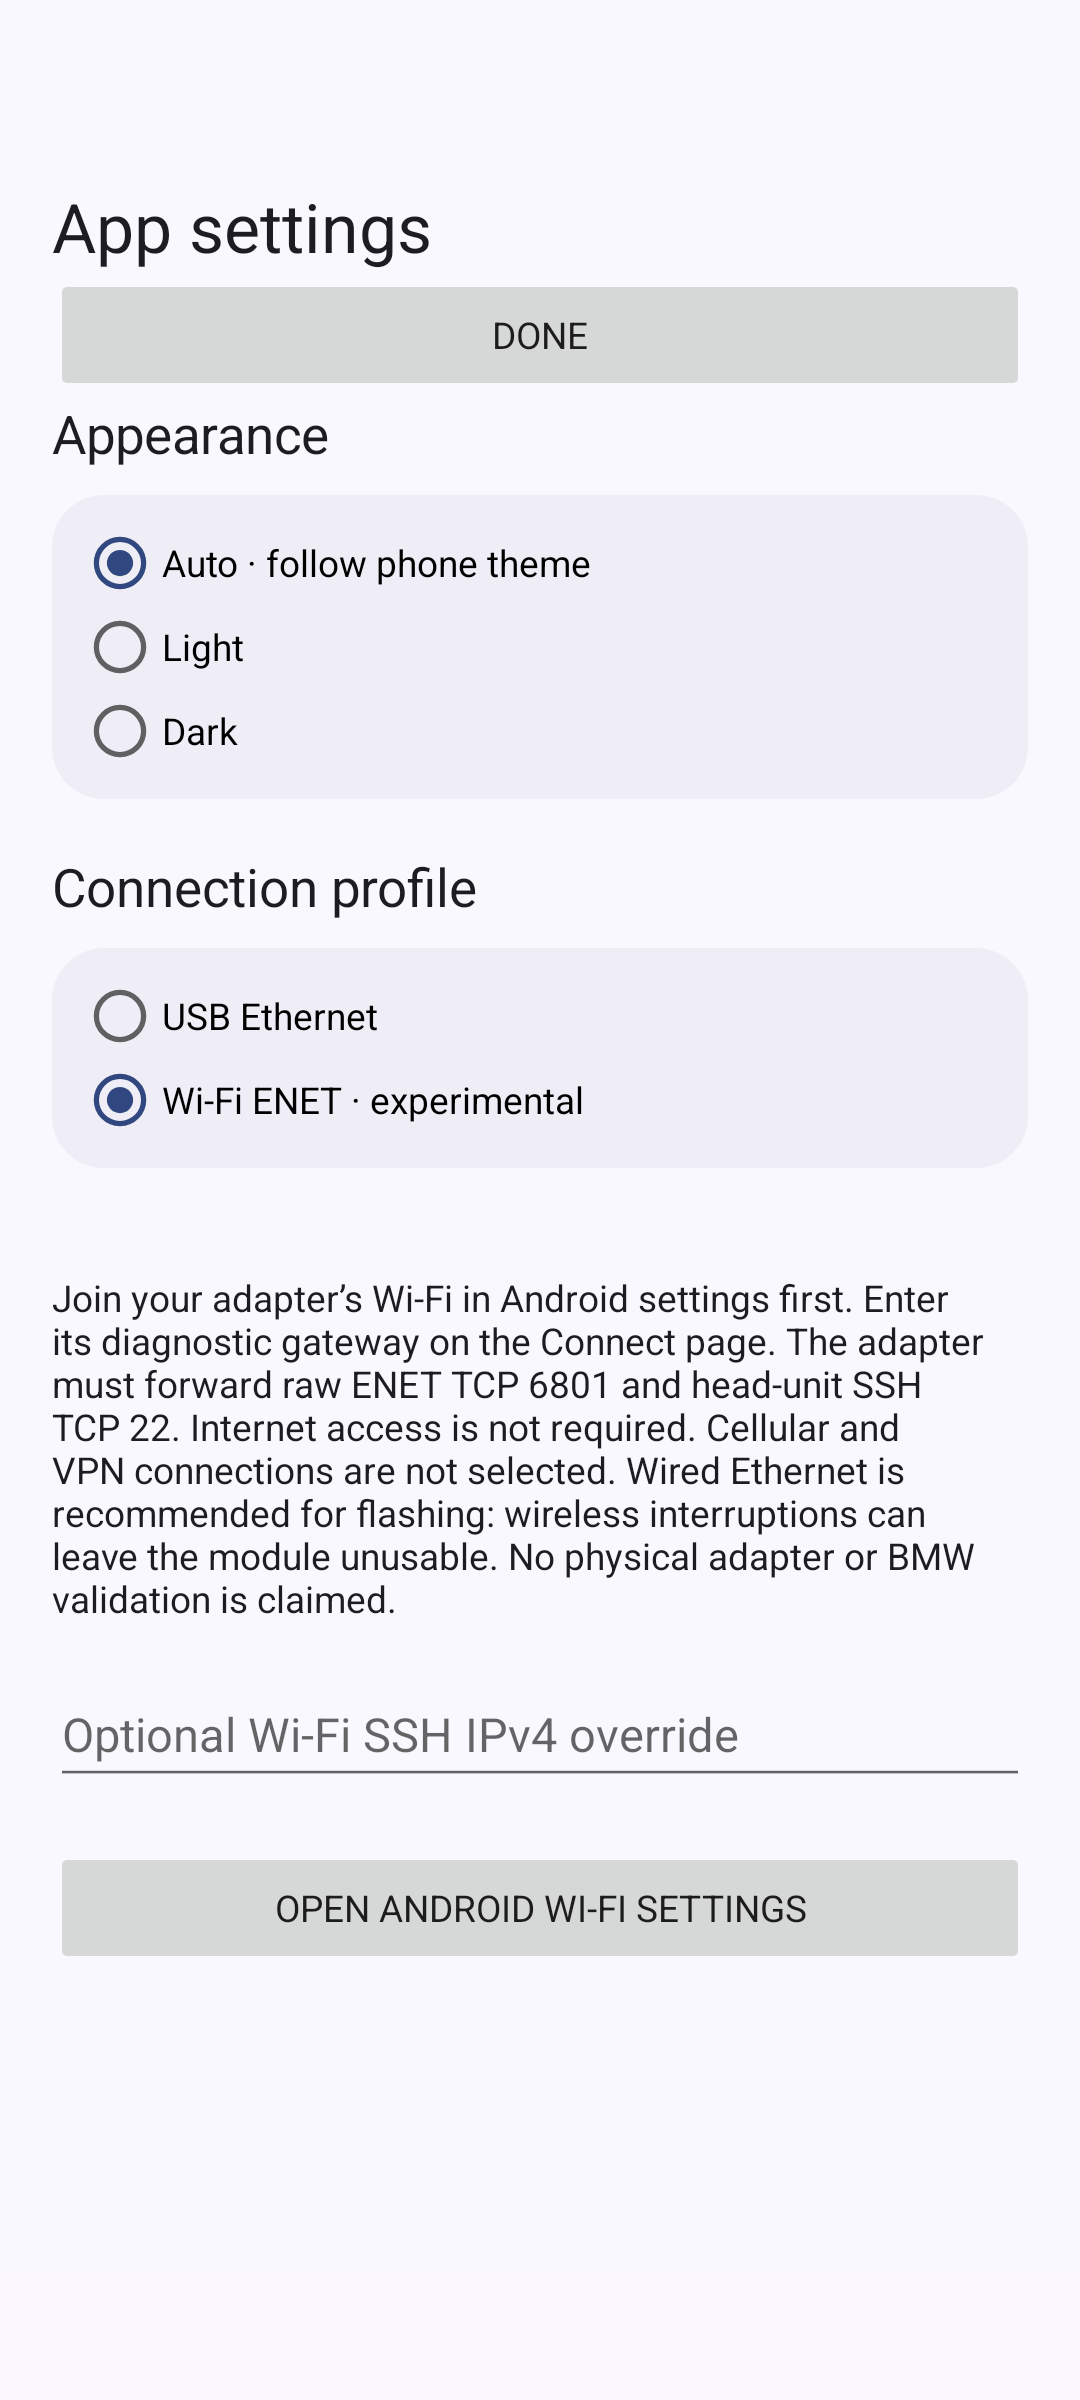 App settings
DONE
Appearance
Auto · follow phone theme
Light
Dark
Connection profile
USB Ethernet
Wi-Fi ENET · experimental
Join your adapter’s Wi-Fi in Android settings first. Enter
its diagnostic gateway on the Connect page. The adapter
must forward raw ENET TCP 6801 and head-unit SSH
TCP 22. Internet access is not required. Cellular and
VPN connections are not selected. Wired Ethernet is
recommended for flashing: wireless interruptions can
leave the module unusable. No physical adapter or BMW
validation is claimed.
Optional Wi-Fi SSH IPv4 override
OPEN ANDROID WI-FI SETTINGS